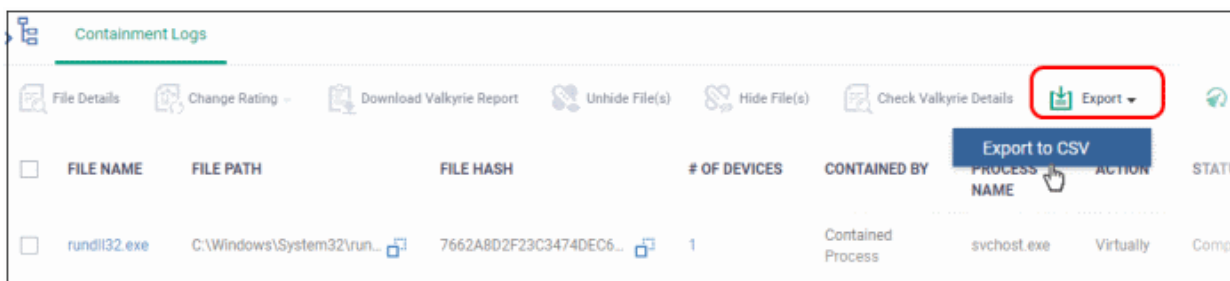 Containment Logs
File Details Change Rating Download Valkyrie Report Unhide File(s) Hide File(s) Check Valkyrie Details Export
Export to CSV
FILE NAME FILE PATH FILE HASH # OF DEVICES CONTAINED BY PROCESS NAME ACTION STATU
rundll32.exe C:\Windows\System32\run... 7662A8D2F23C3474DEC6... 1 Contained Process svchost.exe Virtually Comp